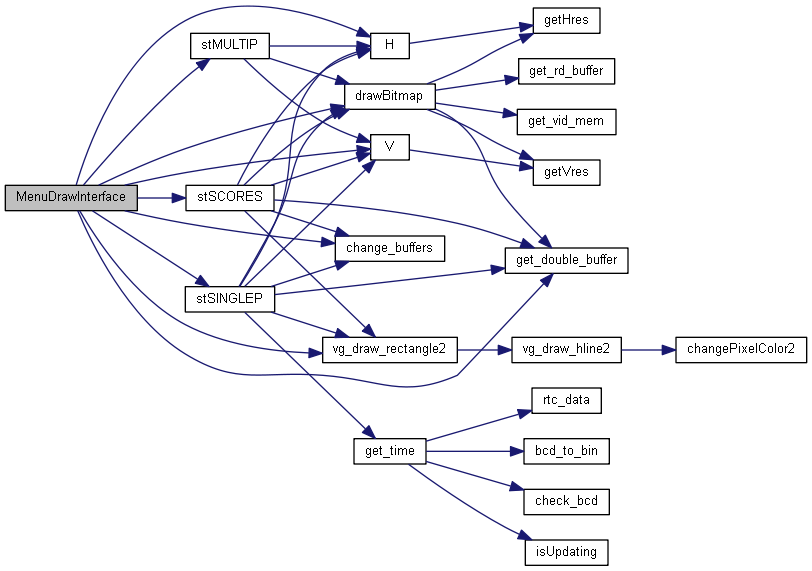 MenuDrawInterface
stMULTIP
stSCORES
stSINGLEP
H
drawBitmap
V
change_buffers
vg_draw_rectangle2
get_time
getHres
get_rd_buffer
get_vid_mem
getVres
get_double_buffer
vg_draw_hline2
changePixelColor2
rtc_data
bcd_to_bin
check_bcd
isUpdating